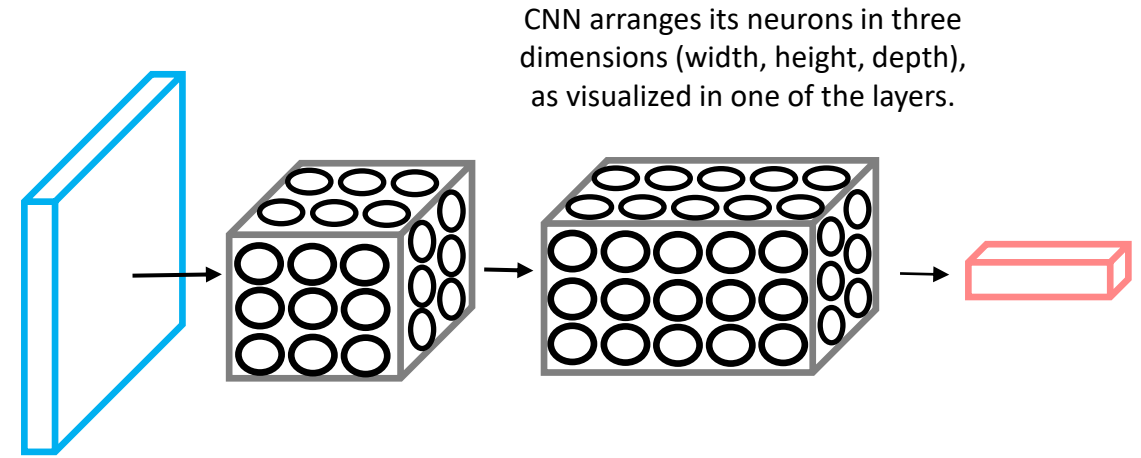 CNN arranges its neurons in three
dimensions (width, height, depth),
as visualized in one of the layers.